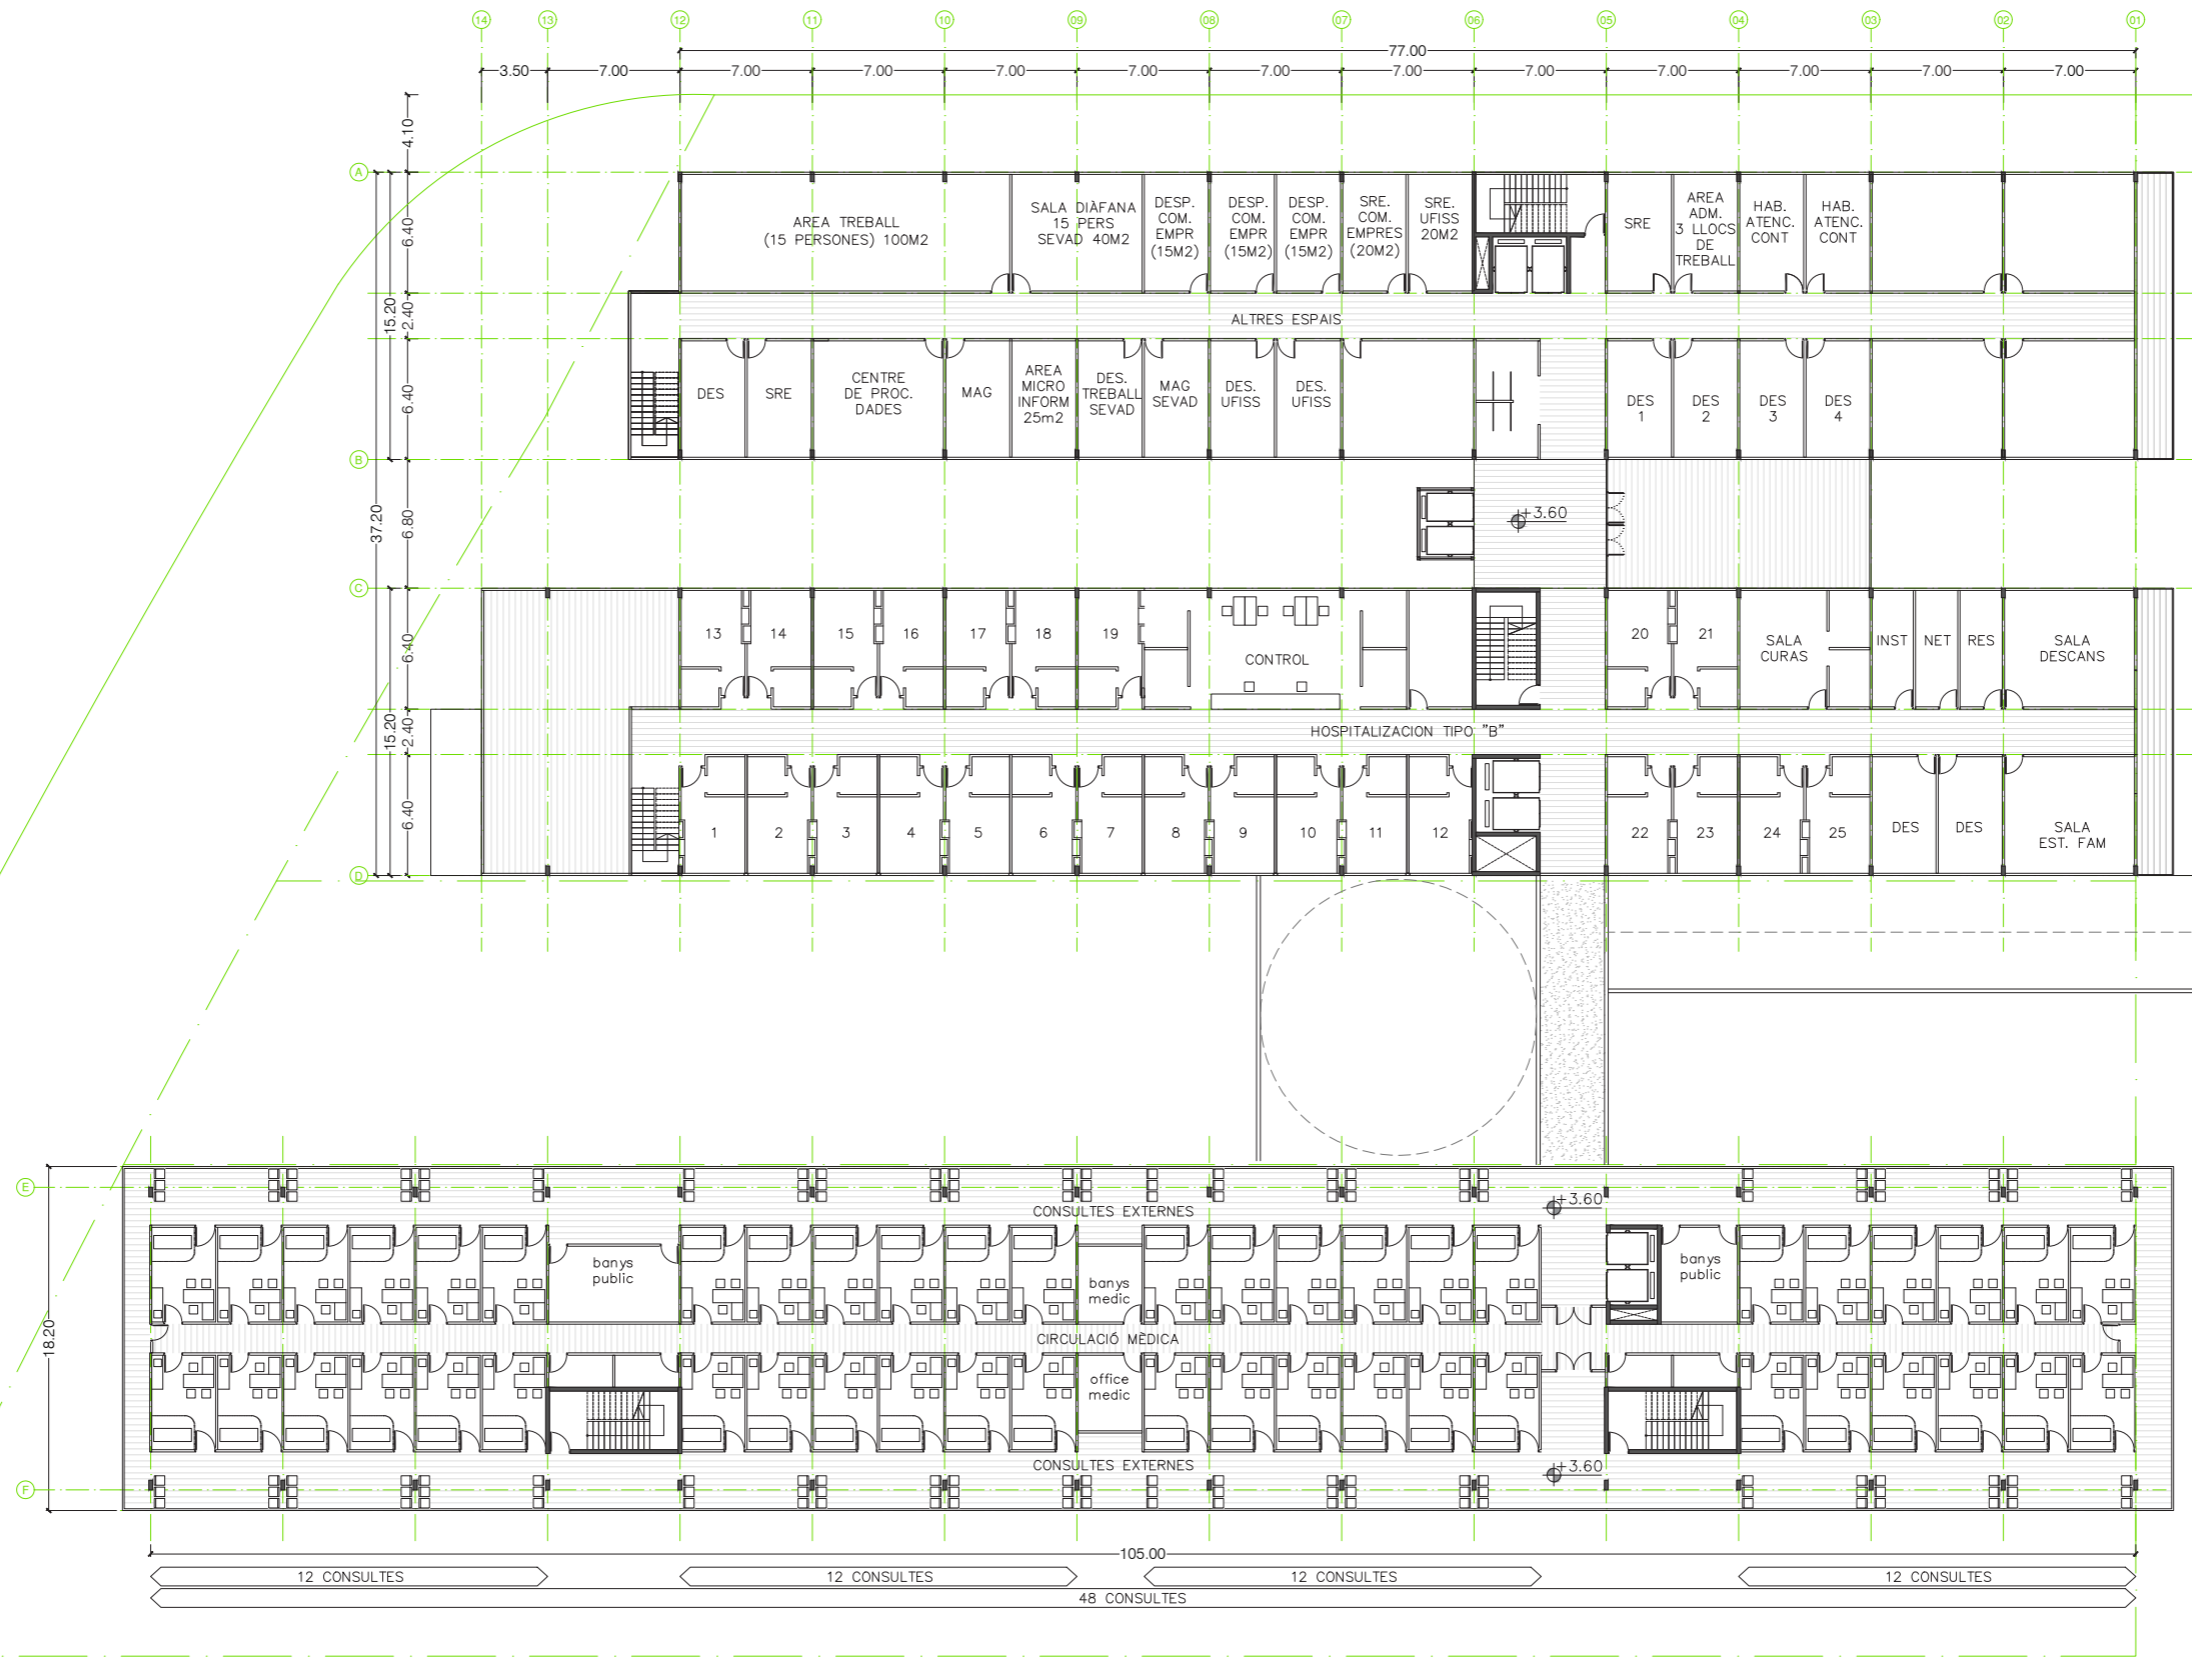 14 13 12 11 10 09 08 07 06 05 04 03 02 01
77.00
3.50 7.00 7.00 7.00 7.00 7.00 7.00 7.00 7.00 7.00 7.00 7.00 7.00
4.10
A
6.40
15.20
2.40
6.40
B
37.20
6.80
C
6.40
15.20
2.40
6.40
D
AREA TREBALL
(15 PERSONES) 100M2
SALA DIÀFANA
15 PERS
SEVAD 40M2
DESP.
COM.
EMPR
(15M2)
DESP.
COM.
EMPR
(15M2)
DESP.
COM.
EMPR
(15M2)
SRE.
COM.
EMPRES
(20M2)
SRE.
UFISS
20M2
SRE
AREA
ADM.
3 LLOCS
DE
TREBALL
HAB.
ATENC.
CONT
HAB.
ATENC.
CONT
ALTRES ESPAIS
DES
SRE
CENTRE
DE PROC.
DADES
MAG
AREA
MICRO
INFORM
25m2
DES.
TREBALL
SEVAD
MAG
SEVAD
DES.
UFISS
DES.
UFISS
DES
1
DES
2
DES
3
DES
4
+3.60
13 14 15 16 17 18 19
CONTROL
20 21
SALA
CURAS
INST NET RES
SALA
DESCANS
HOSPITALIZACION TIPO "B"
1 2 3 4 5 6 7 8 9 10 11 12
22 23 24 25
DES DES
SALA
EST. FAM
E
+3.60
CONSULTES EXTERNES
banys
public
banys
medic
banys
public
18.20
CIRCULACIÓ MÈDICA
office
medic
CONSULTES EXTERNES
+3.60
F
105.00
12 CONSULTES 12 CONSULTES 12 CONSULTES 12 CONSULTES
48 CONSULTES